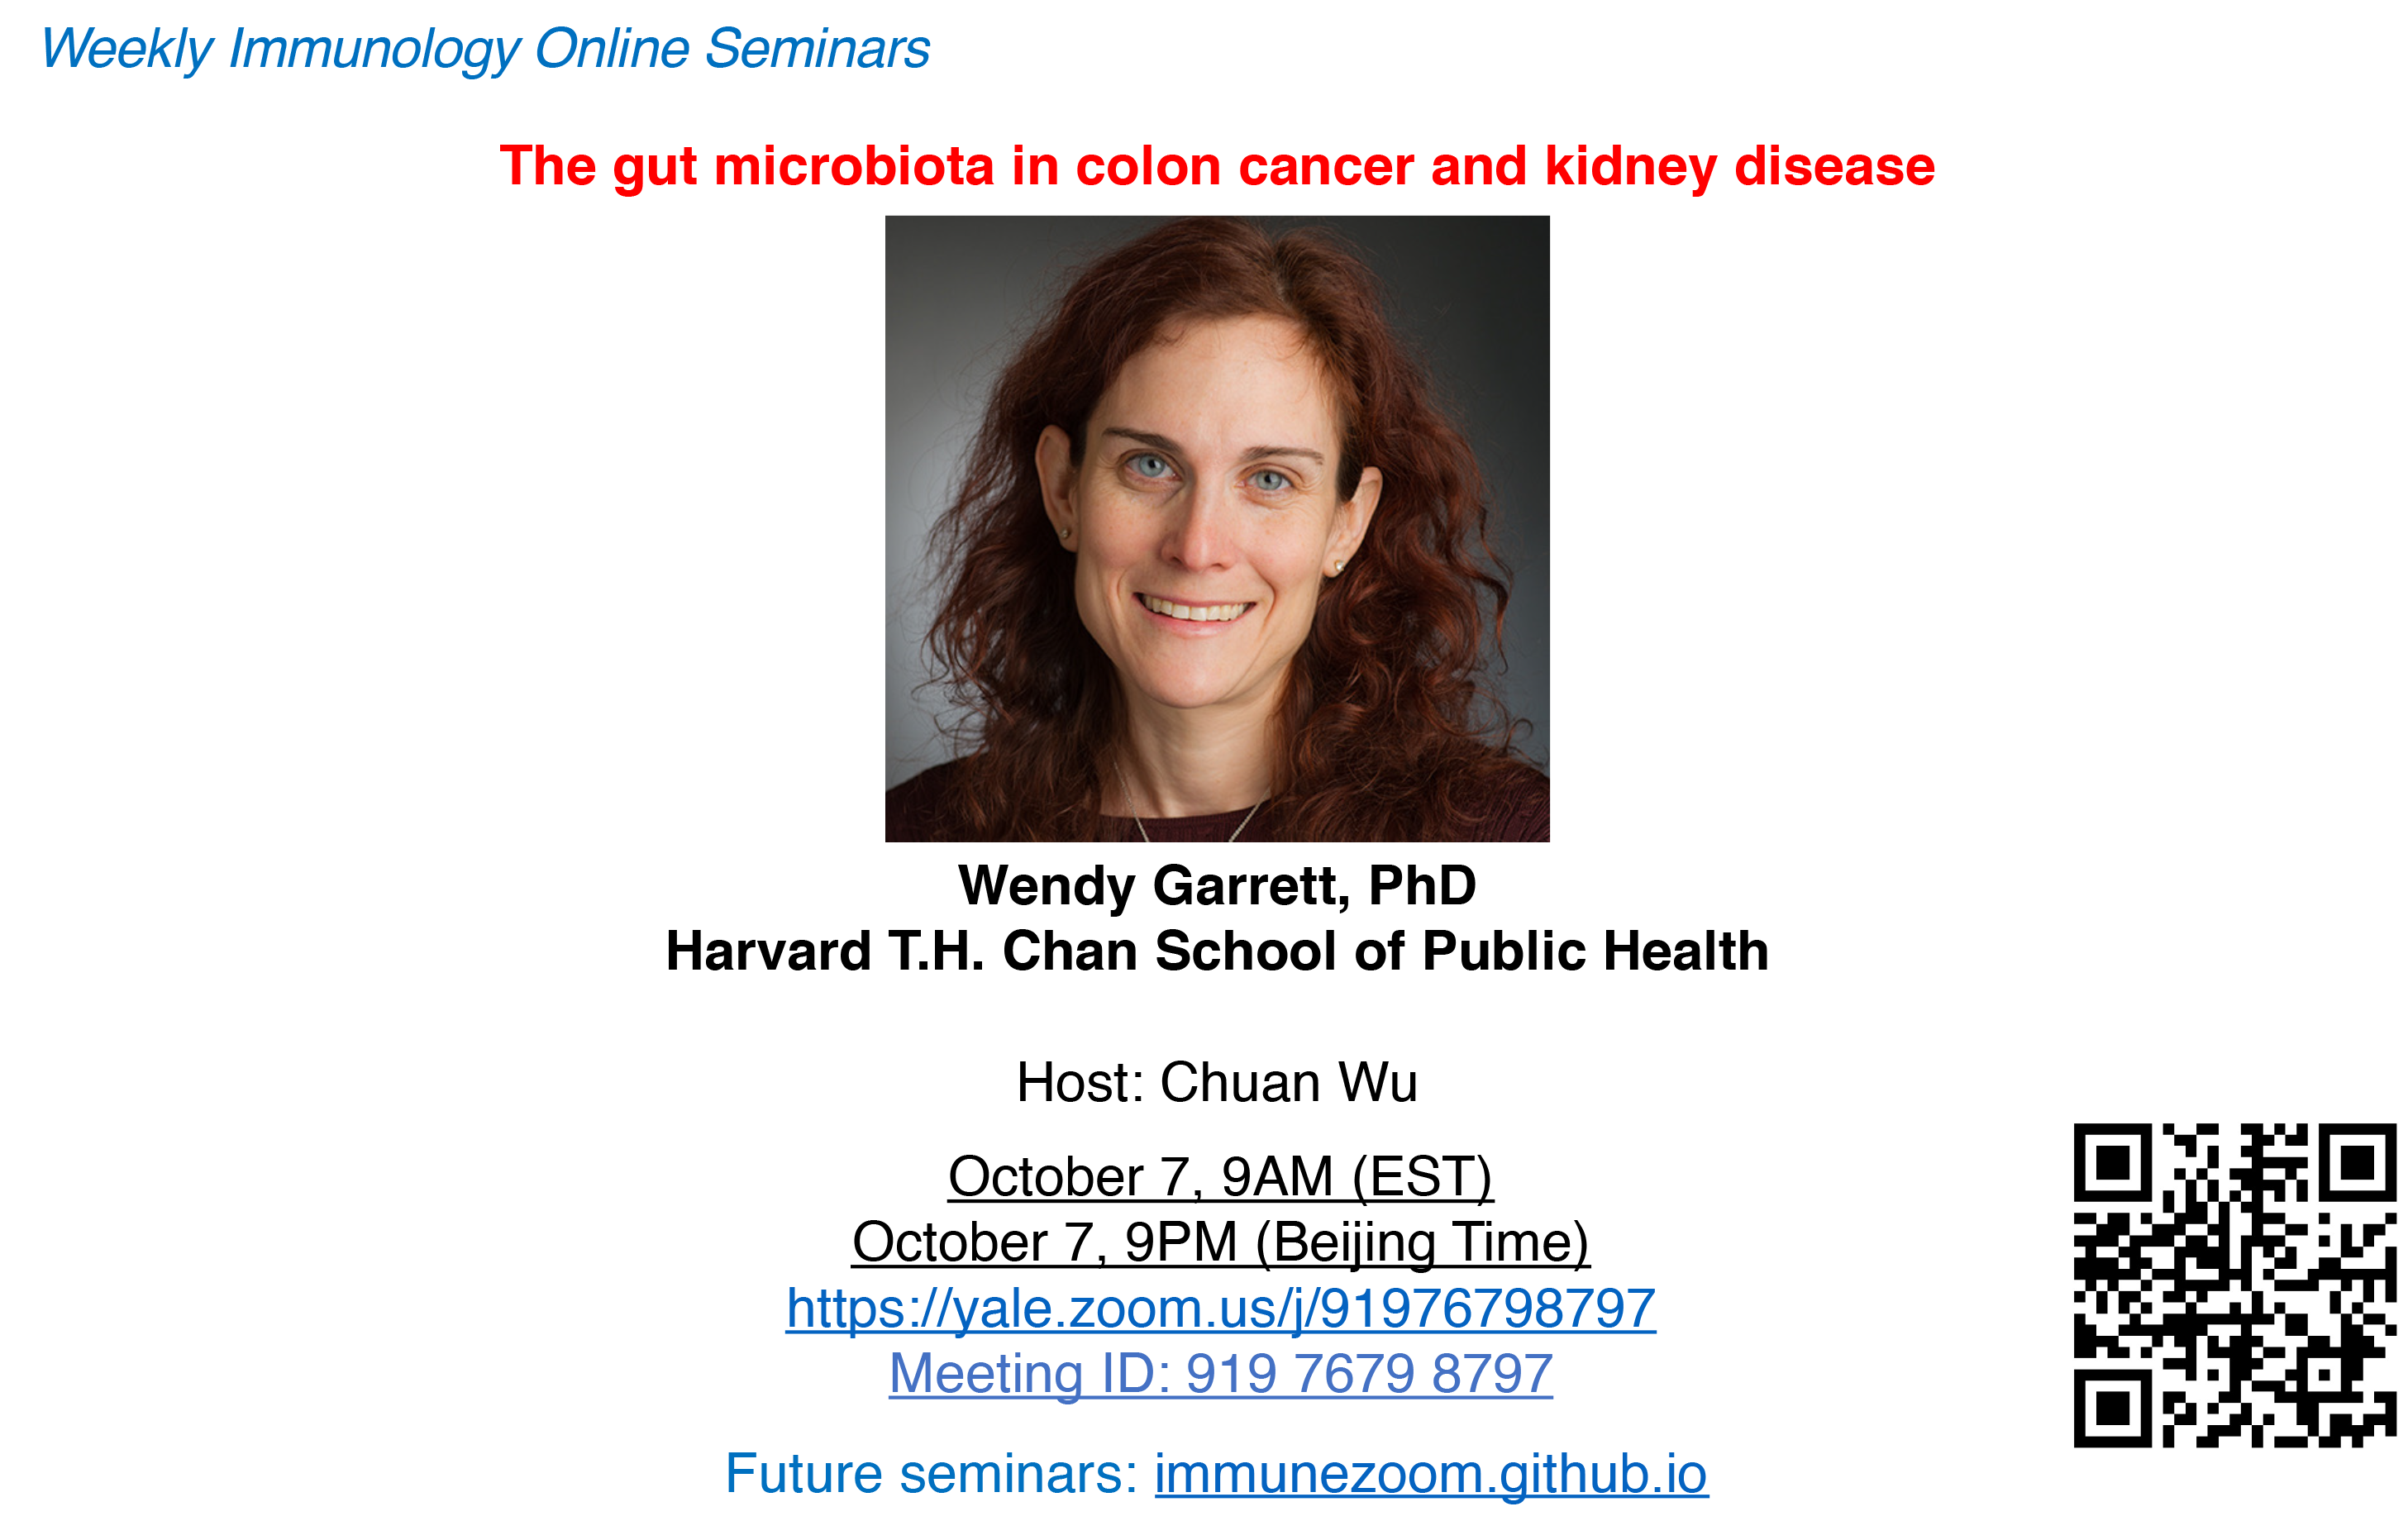 Weekly Immunology Online Seminars
The gut microbiota in colon cancer and kidney disease
Wendy Garrett, PhD
Harvard T.H. Chan School of Public Health
Host: Chuan Wu
October 7, 9AM (EST)
October 7, 9PM (Beijing Time)
https://yale.zoom.us/j/91976798797
Meeting ID: 919 7679 8797
Future seminars: immunezoom.github.io